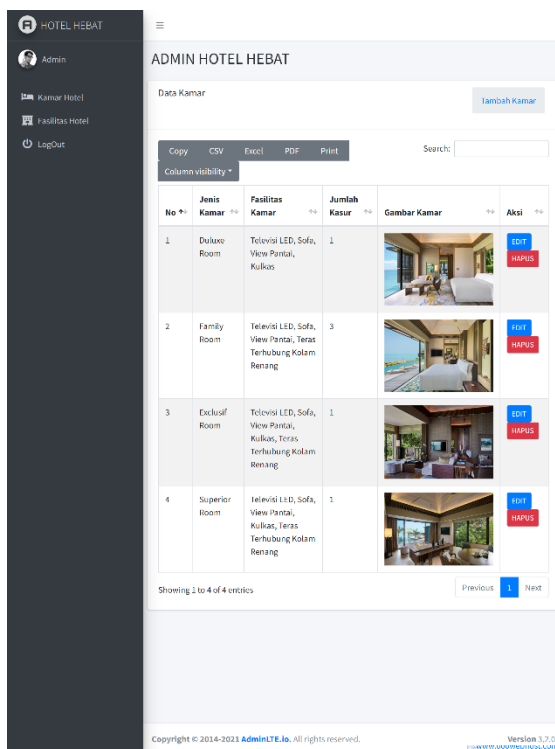 HOTEL HEBAT
Admin
Kamar Hotel
Fasilitas Hotel
LogOut
ADMIN HOTEL HEBAT
Data Kamar
Tambah Kamar
Copy CSV Excel PDF Print
Column visibility
Search:
No Jenis Kamar Fasilitas Kamar Jumlah Kasur Gambar Kamar Aksi
1 Duluxe Room Televisi LED, Sofa, 1 EDIT
View Pantai, HAPUS
Kulkas
2 Family Room Televisi LED, Sofa, 3 EDIT
View Pantai, Teras HAPUS
Terhubung Kolam
Renang
3 Exclusif Room Televisi LED, Sofa, 1 EDIT
View Pantai, HAPUS
Kulkas, Teras
Terhubung Kolam
Renang
4 Superior Room Televisi LED, Sofa, 1 EDIT
View Pantai, HAPUS
Kulkas, Teras
Terhubung Kolam
Renang
Showing 1 to 4 of 4 entries
Previous 1 Next
Copyright © 2014-2021 AdminLTE.io. All rights reserved.
Version 3.2.0